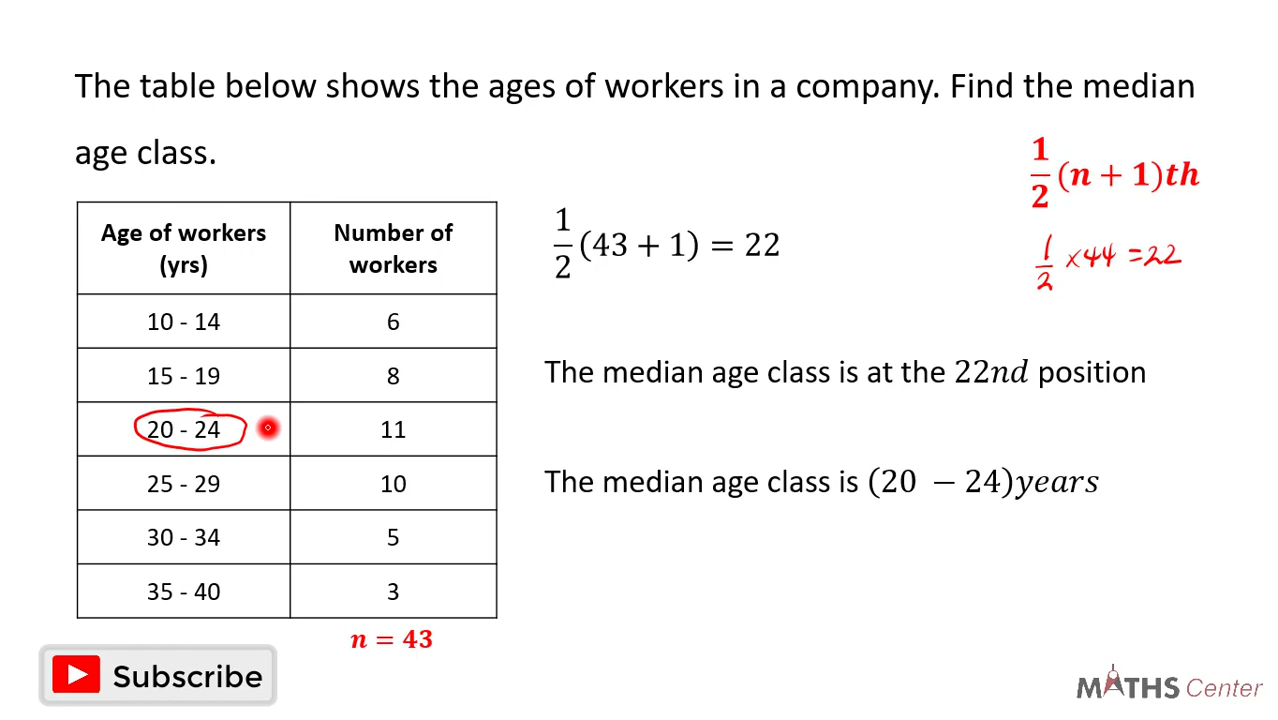 The table below shows the ages of workers in a company. Find the median
age class.
1/2 (n + 1)th
1/2 × 44 = 22
Age of workers (yrs) Number of workers
10 - 14 6
15 - 19 8
20 - 24 11
25 - 29 10
30 - 34 5
35 - 40 3
n = 43
1/2 (43 + 1) = 22
The median age class is at the 22nd position
The median age class is (20 − 24)years
Subscribe
MATHS Center